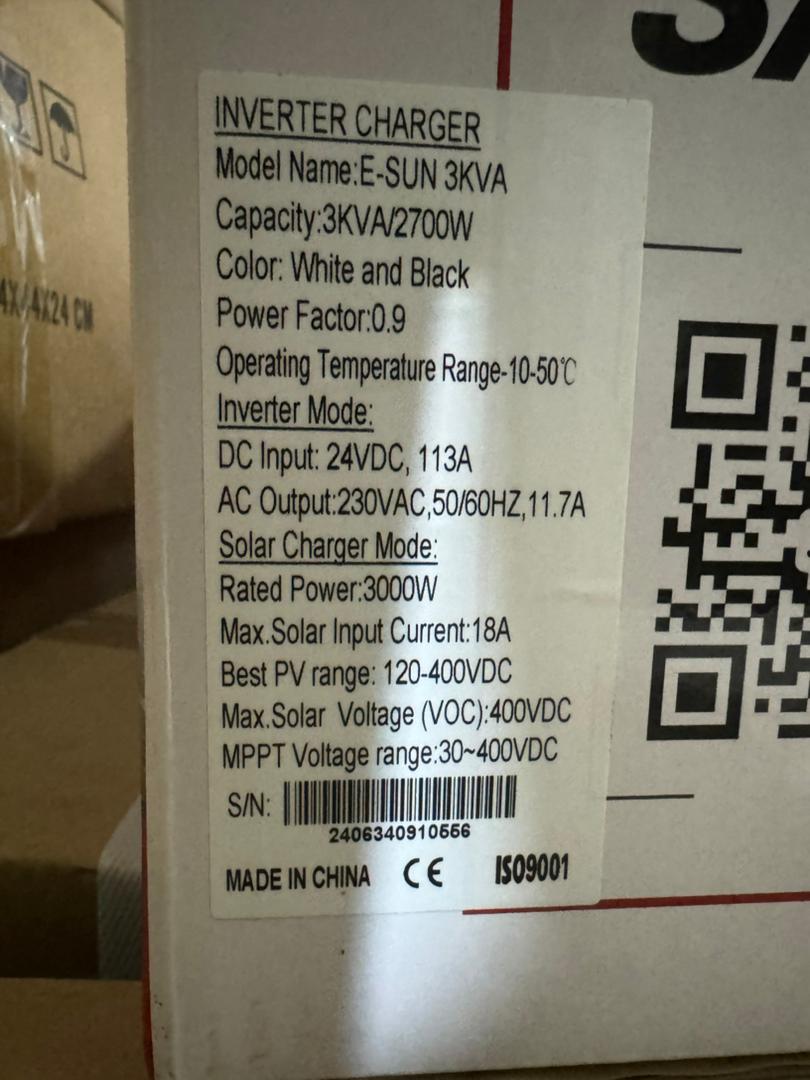 INVERTER CHARGER
Model Name:E-SUN 3KVA
Capacity:3KVA/2700W
Color: White and Black
Power Factor:0.9
Operating Temperature Range-10-50℃
Inverter Mode:
DC Input: 24VDC, 113A
AC Output:230VAC,50/60HZ,11.7A
Solar Charger Mode:
Rated Power:3000W
Max.Solar Input Current:18A
Best PV range: 120-400VDC
Max.Solar Voltage (VOC):400VDC
MPPT Voltage range:30~400VDC
S/N:
2406340910556
MADE IN CHINA CE ISO9001